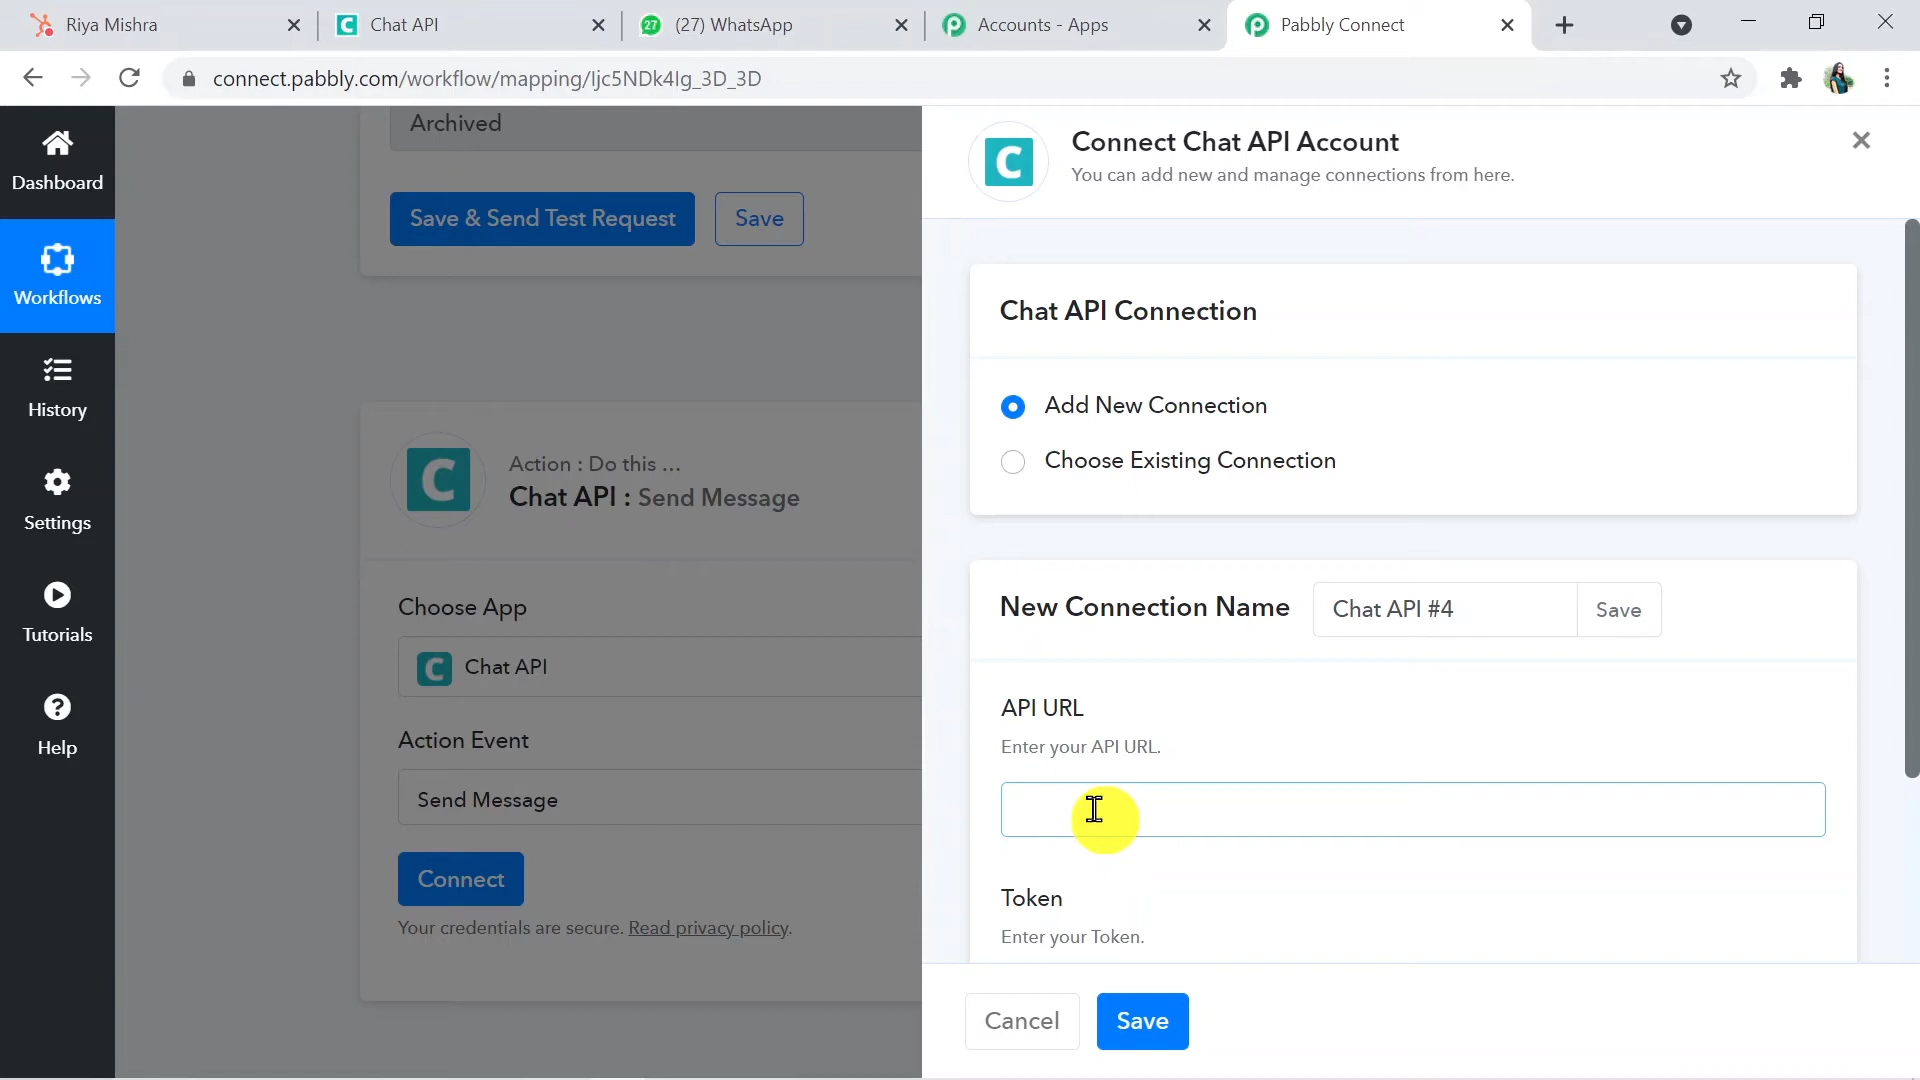 Riya Mishra
Chat API
27
(27) WhatsApp
Accounts - Apps
Pabbly Connect
connect.pabbly.com/workflow/mapping/Ijc5NDk4Ig_3D_3D
Dashboard
Workflows
History
Settings
Tutorials
Help
Archived
Save & Send Test Request
Save
C
Action : Do this ...
Chat API : Send Message
Choose App
C
Chat API
Action Event
Send Message
Connect
Your credentials are secure. Read privacy policy.
C
Connect Chat API Account
You can add new and manage connections from here.
Chat API Connection
Add New Connection
Choose Existing Connection
New Connection Name
Chat API #4
Save
API URL
Enter your API URL.
Token
Enter your Token.
Cancel
Save